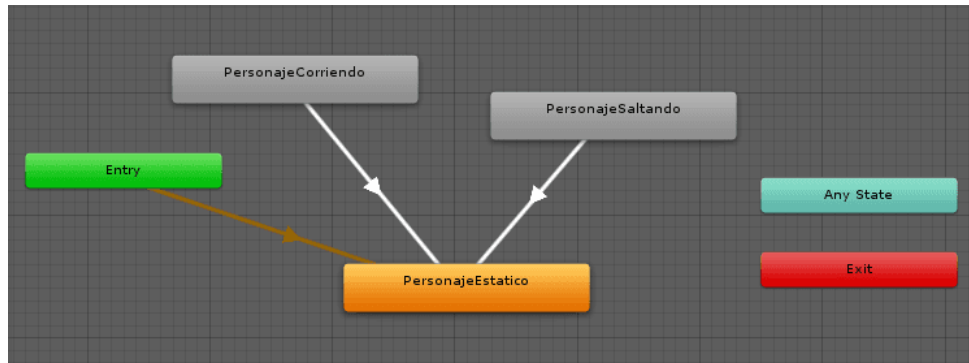 PersonajeCorriendo
PersonajeSaltando
Entry
Any State
Exit
PersonajeEstatico